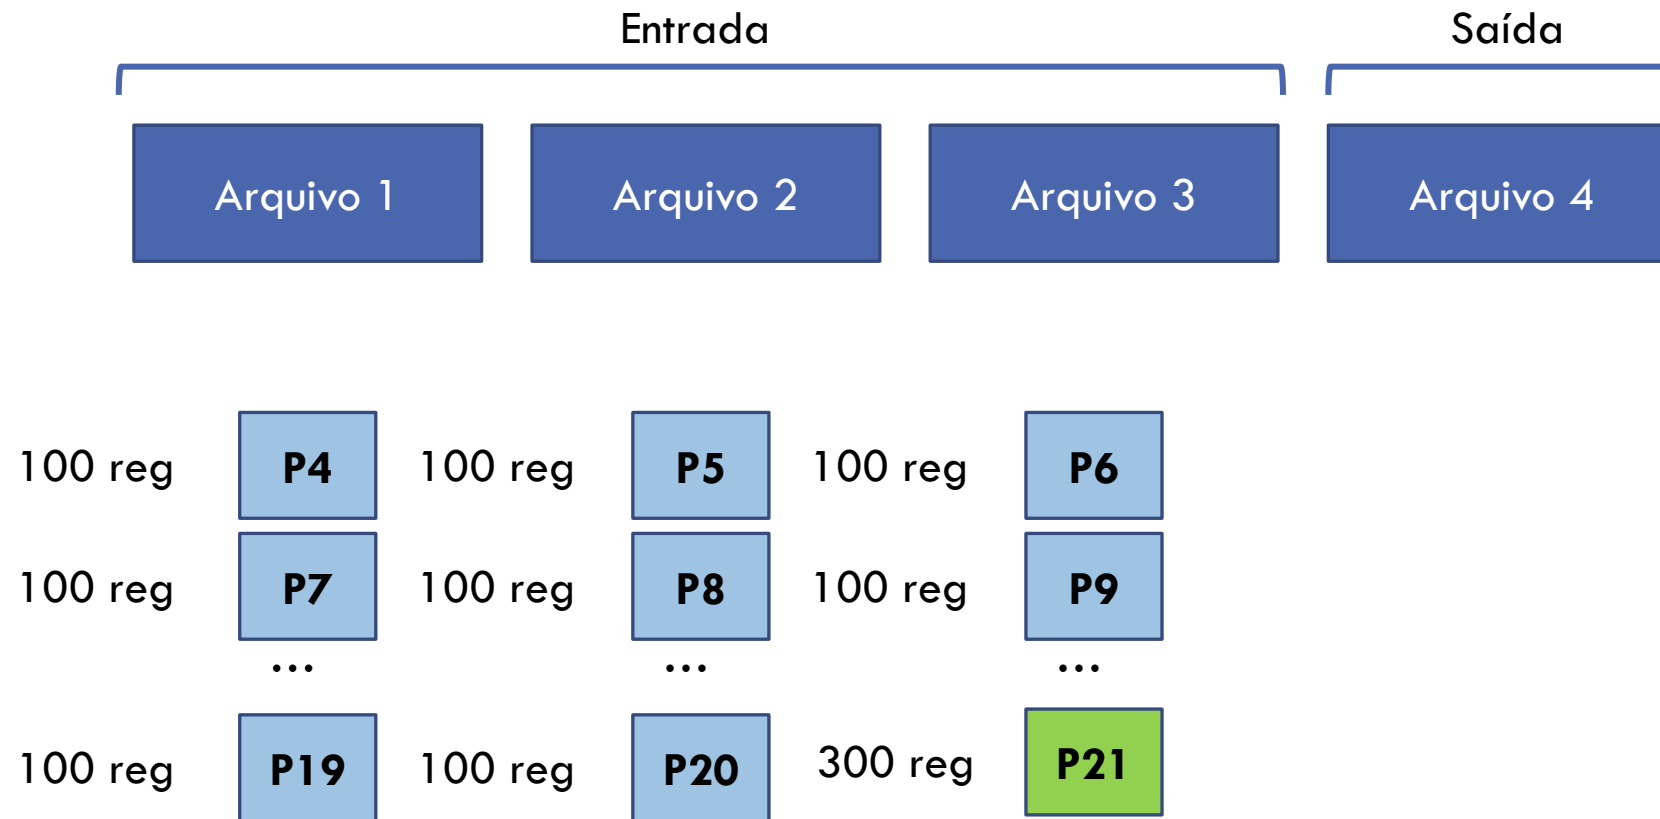 Entrada Saída
Arquivo 1 Arquivo 2 Arquivo 3 Arquivo 4
100 reg P4 100 reg P5 100 reg P6
100 reg P7 100 reg P8 100 reg P9
... ... ...
100 reg P19 100 reg P20 300 reg P21